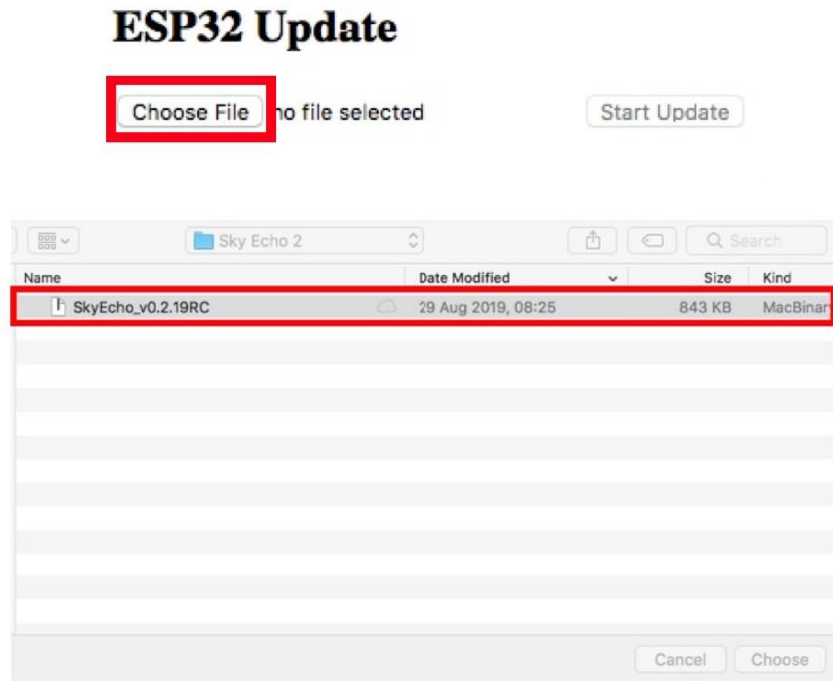 ESP32 Update
Choose File no file selected Start Update
Sky Echo 2 Search
Name Date Modified Size Kind
SkyEcho_v0.2.19RC 29 Aug 2019, 08:25 843 KB MacBinary
Cancel Choose